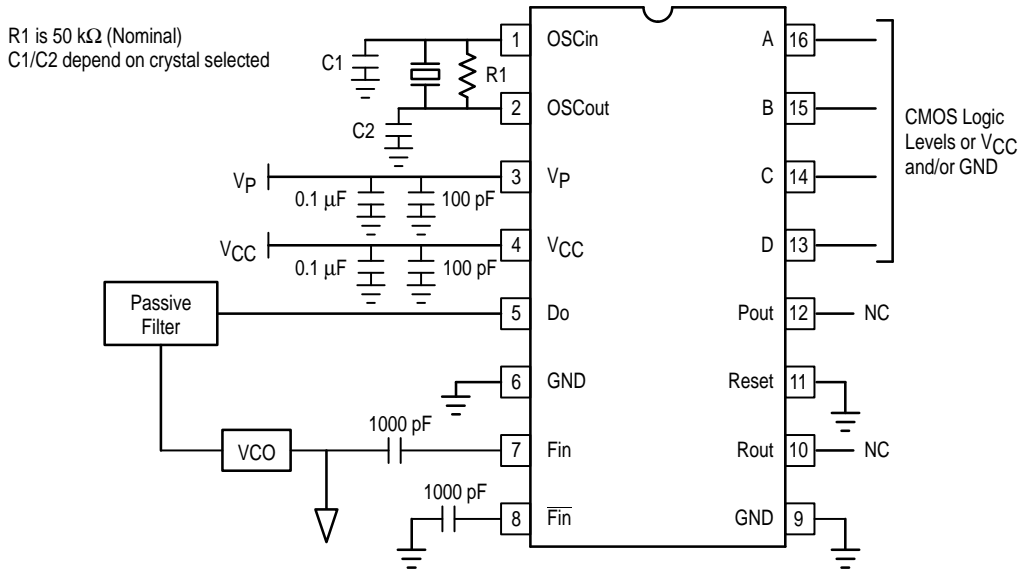 R1 is 50 kΩ (Nominal)
C1/C2 depend on crystal selected
C1
R1
C2
1 OSCin
2 OSCout
VP
0.1 μF
100 pF
3 VP
VCC
0.1 μF
100 pF
4 VCC
Passive
Filter
5 Do
6 GND
VCO
1000 pF
7 Fin
1000 pF
8 F̅i̅n̅
A 16
B 15
C 14
D 13
CMOS Logic
Levels or VCC
and/or GND
Pout 12 NC
Reset 11
Rout 10 NC
GND 9